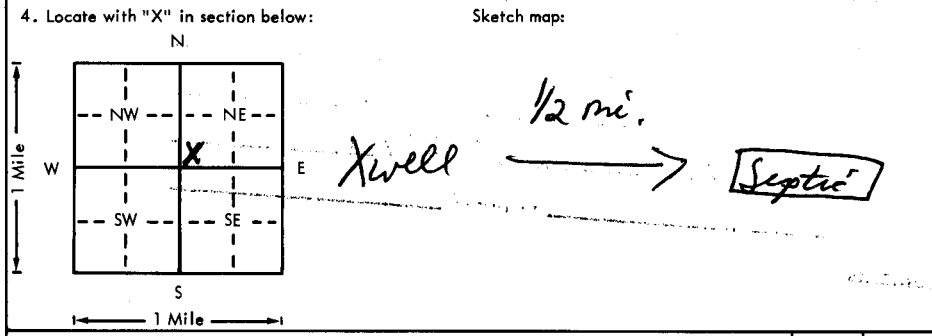 4. Locate with "X" in section below:
Sketch map:
N
NW NE
X
W E
1 Mile
SW SE
S
1 Mile
Xwell 1/2 mi. Septic